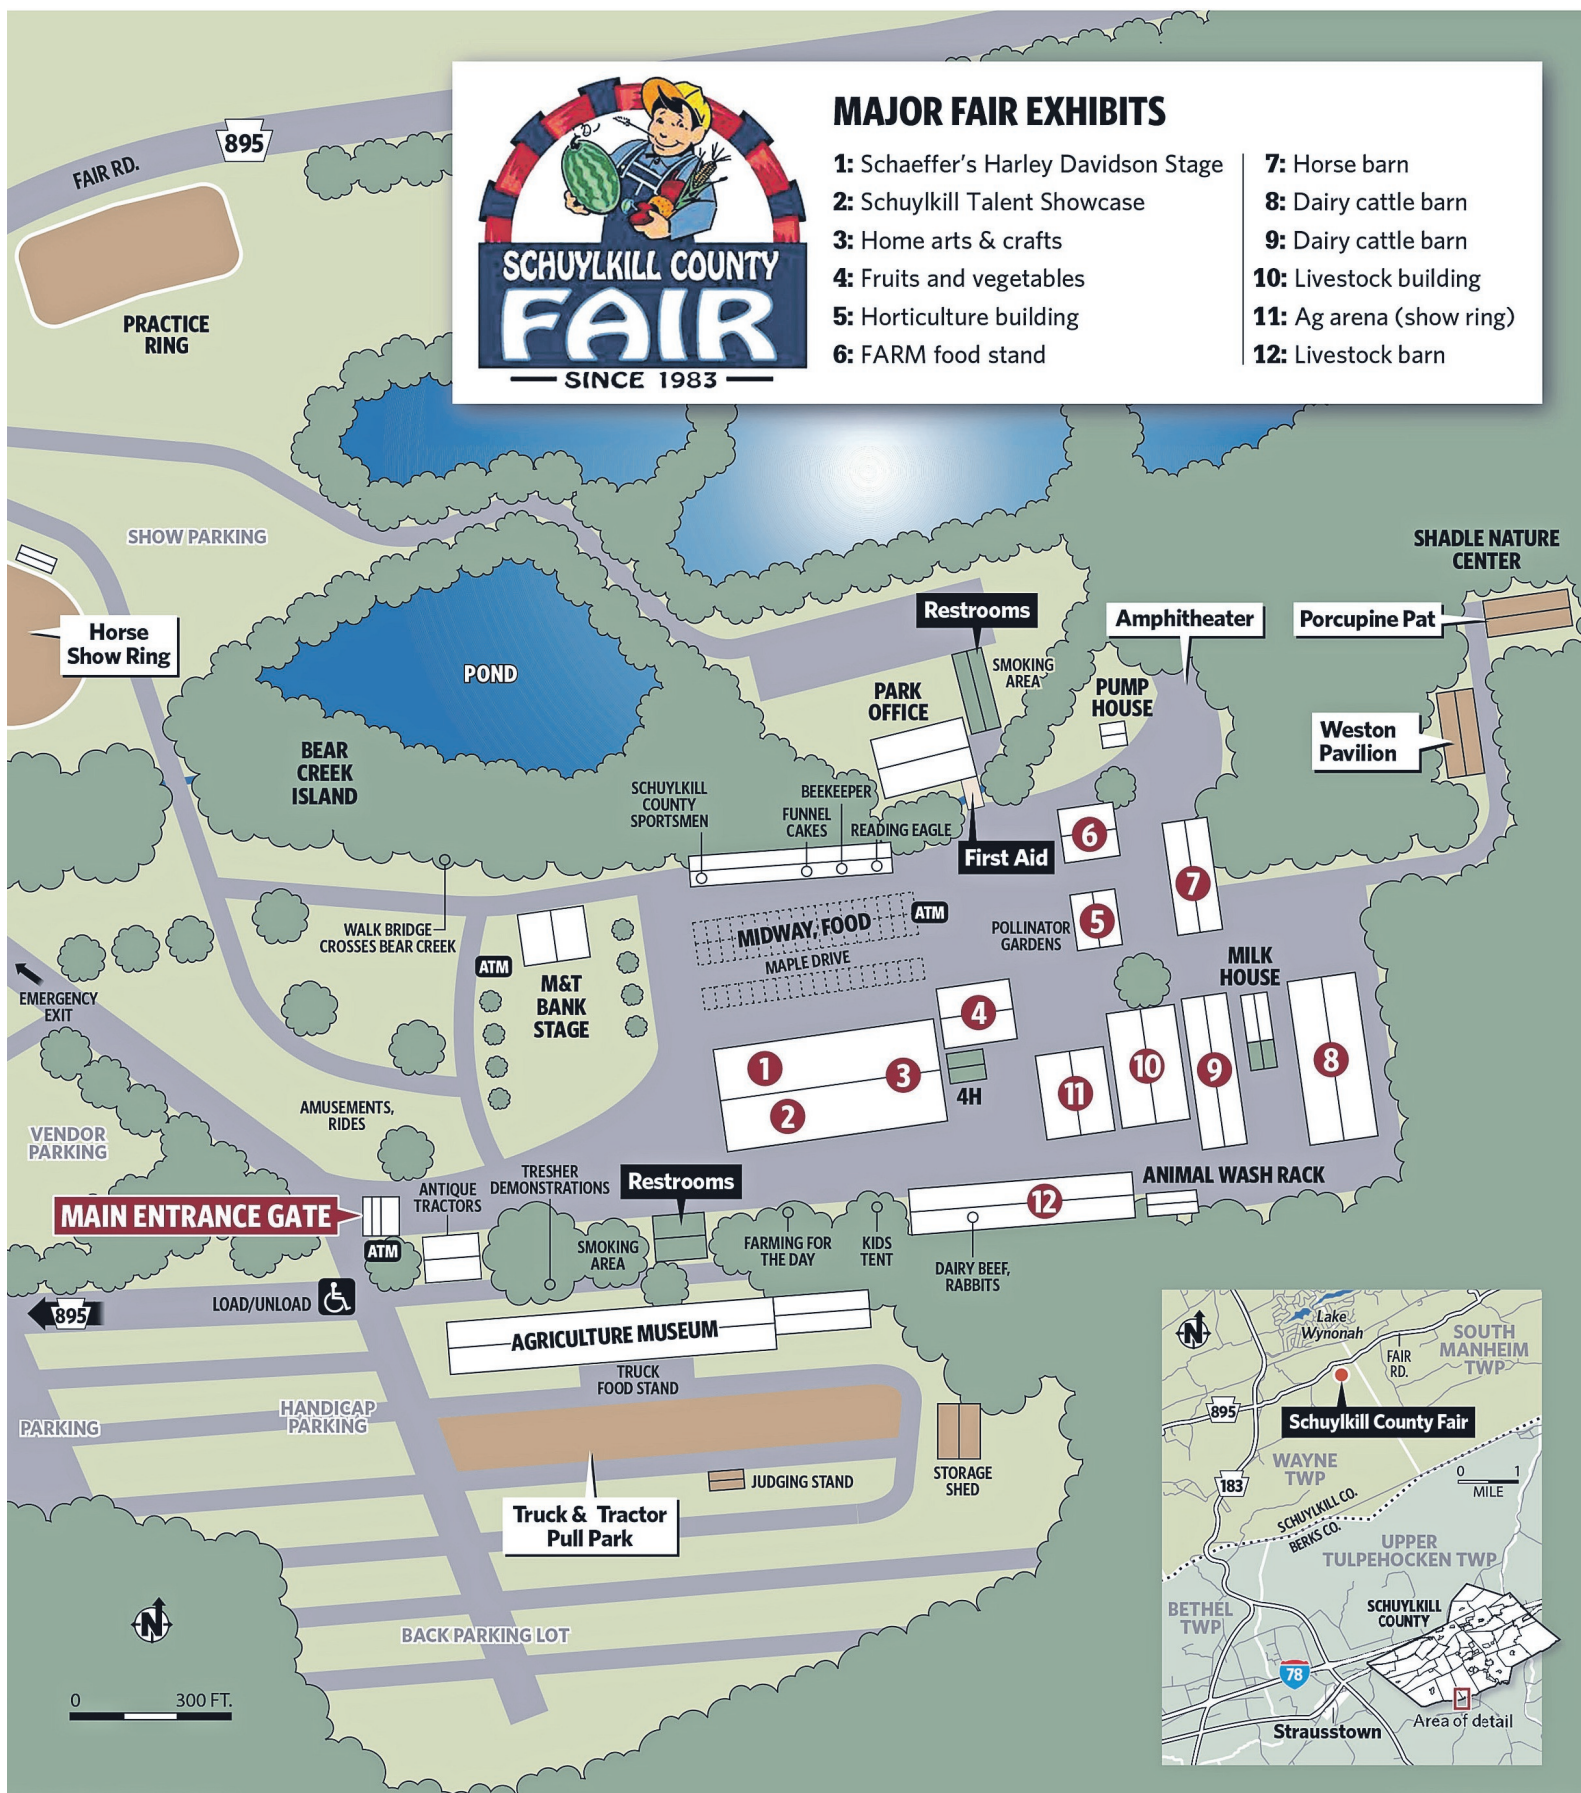 895
FAIR RD.
SCHUYLKILL COUNTY
FAIR
SINCE 1983
MAJOR FAIR EXHIBITS
1: Schaeffer's Harley Davidson Stage
2: Schuylkill Talent Showcase
3: Home arts & crafts
4: Fruits and vegetables
5: Horticulture building
6: FARM food stand
7: Horse barn
8: Dairy cattle barn
9: Dairy cattle barn
10: Livestock building
11: Ag arena (show ring)
12: Livestock barn
PRACTICE
RING
SHOW PARKING
Horse
Show Ring
POND
BEAR
CREEK
ISLAND
Restrooms
SMOKING
AREA
PARK
OFFICE
PUMP
HOUSE
Amphitheater
SHADLE NATURE
CENTER
Porcupine Pat
Weston
Pavilion
SCHUYLKILL
COUNTY
SPORTSMEN
BEEKEEPER
FUNNEL
CAKES
READING EAGLE
First Aid
6
7
5
POLLINATOR
GARDENS
MIDWAY, FOOD
ATM
MAPLE DRIVE
WALK BRIDGE
CROSSES BEAR CREEK
ATM
M&T
BANK
STAGE
EMERGENCY
EXIT
MILK
HOUSE
4
4H
1
2
3
11
10
9
8
AMUSEMENTS,
RIDES
VENDOR
PARKING
MAIN ENTRANCE GATE
ATM
ANTIQUE
TRACTORS
TRESHER
DEMONSTRATIONS
Restrooms
SMOKING
AREA
FARMING FOR
THE DAY
KIDS
TENT
12
ANIMAL WASH RACK
DAIRY BEEF,
RABBITS
895
LOAD/UNLOAD
AGRICULTURE MUSEUM
TRUCK
FOOD STAND
PARKING
HANDICAP
PARKING
JUDGING STAND
STORAGE
SHED
Truck & Tractor
Pull Park
BACK PARKING LOT
N
0 300 FT.
N
Lake
Wynonah
SOUTH
MANHEIM
TWP
FAIR
RD.
895
Schuylkill County Fair
WAYNE
TWP
183
0 1
MILE
SCHUYLKILL CO.
BERKS CO.
UPPER
TULPEHOCKEN TWP
BETHEL
TWP
SCHUYLKILL
COUNTY
78
Strausstown
Area of detail